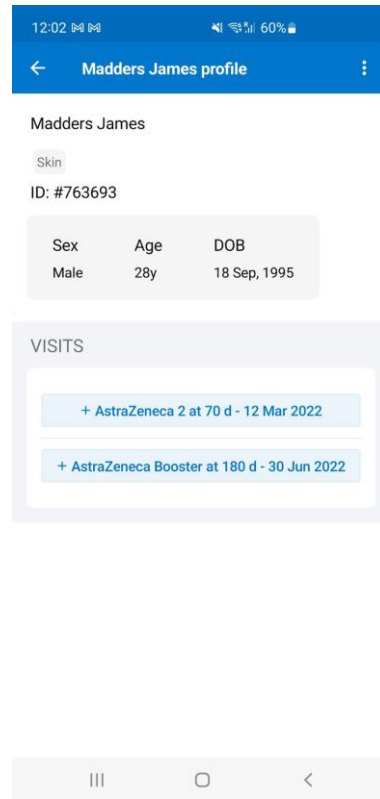 12:02 60%
Madders James profile
Madders James
Skin
ID: #763693
Sex Age DOB
Male 28y 18 Sep, 1995
VISITS
+ AstraZeneca 2 at 70 d - 12 Mar 2022
+ AstraZeneca Booster at 180 d - 30 Jun 2022